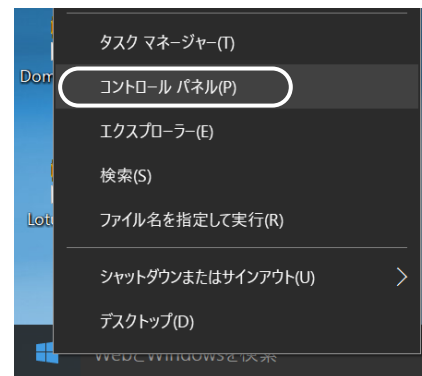 タスク マネージャー(T)
Dom
コントロール パネル(P)
エクスプローラー(E)
検索(S)
Lot
ファイル名を指定して実行(R)
シャットダウンまたはサインアウト(U)
デスクトップ(D)
WebとWindowsを検索